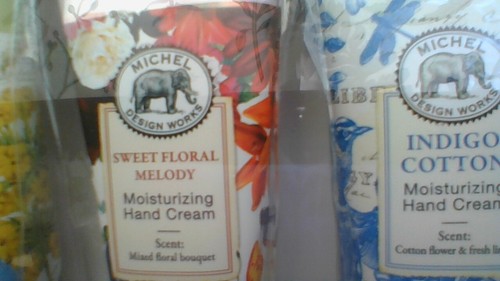 MICHEL
DESIGN WORKS
SWEET FLORAL
MELODY
Moisturizing
Hand Cream
Scent:
Mixed floral bouquet
MICHEL
DESIGN WORKS
INDIGO
COTTON
Moisturizing
Hand Cream
Scent:
Cotton flower & fresh